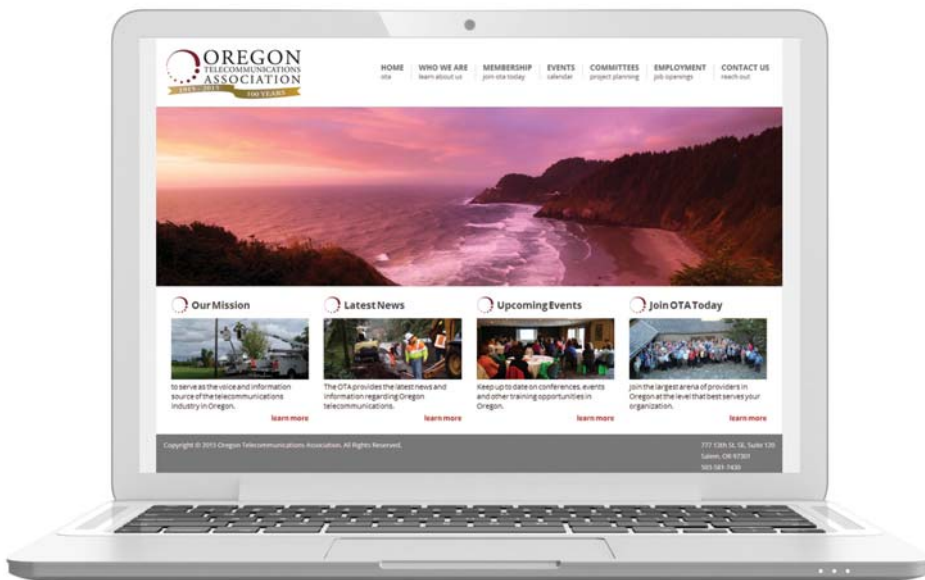 OREGON
TELECOMMUNICATIONS
ASSOCIATION
1915 - 2015 100 YEARS
HOME WHO WE ARE MEMBERSHIP EVENTS COMMITTEES EMPLOYMENT CONTACT US
ota learn about us join ota today calendar project planning job openings reach out
Our Mission
to serve as the voice and information
source of the telecommunications
industry in Oregon.
learn more
Latest News
The OTA provides the latest news and
information regarding Oregon
telecommunications.
learn more
Upcoming Events
Keep up to date on conferences, events
and other training opportunities in
Oregon.
learn more
Join OTA Today
Join the largest arena of providers in
Oregon at the level that best serves your
organization.
learn more
Copyright © 2015 Oregon Telecommunications Association. All Rights Reserved.
777 13th St, SE, Suite 120
Salem, OR 97301
503-581-7430